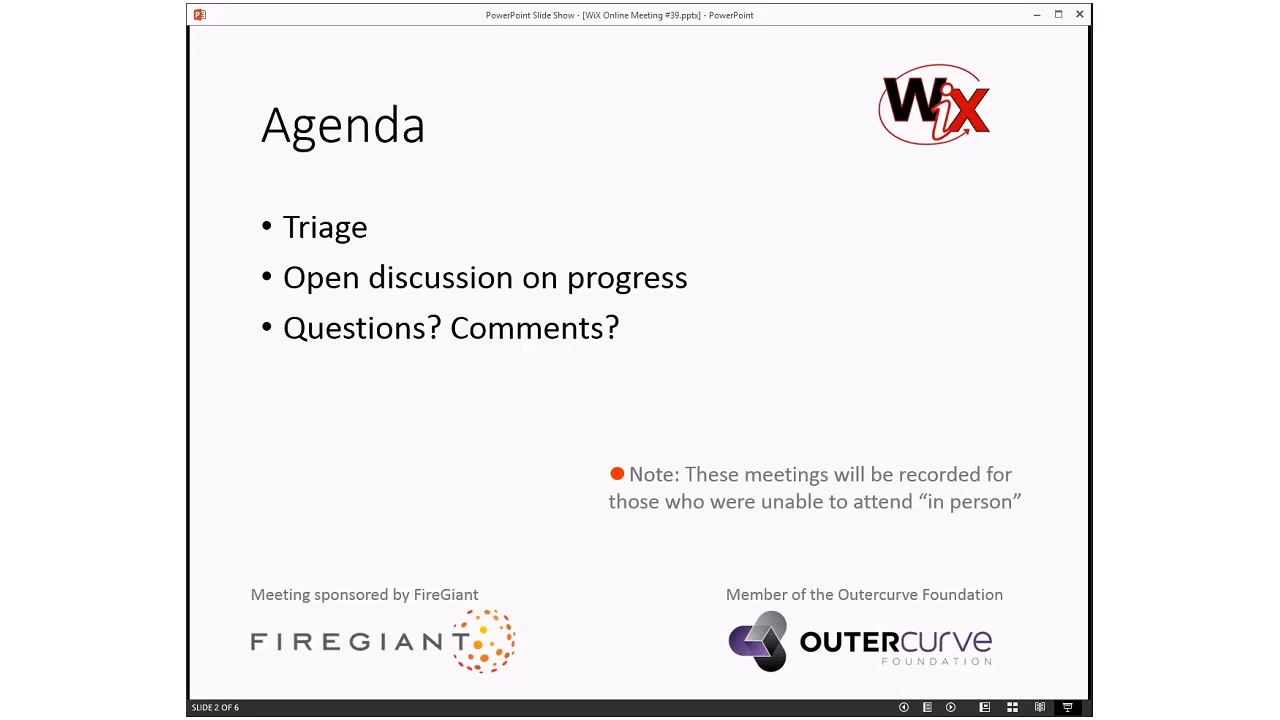 PowerPoint Slide Show - [WiX Online Meeting #39.pptx] - PowerPoint
WiX
Agenda
• Triage
• Open discussion on progress
• Questions? Comments?
Note: These meetings will be recorded for
those who were unable to attend “in person”
Meeting sponsored by FireGiant
Member of the Outercurve Foundation
FIREGIANT
OUTERCURVE
FOUNDATION
SLIDE 2 OF 6